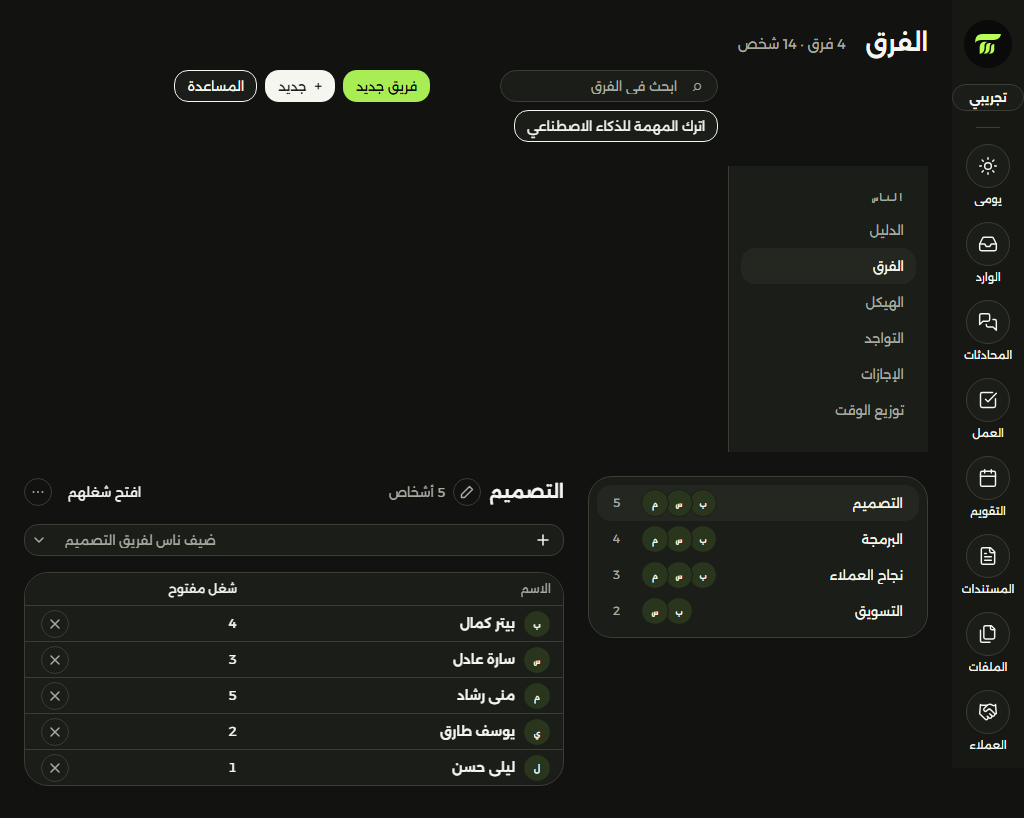 الفرق
4 فرق · 14 شخص
ابحث في الفرق
فريق جديد
+ جديد
المساعدة
اترك المهمة للذكاء الاصطناعي
تجريبي
يومي
الوارد
المحادثات
العمل
التقويم
المستندات
الملفات
العملاء
الناس
الدليل
الفرق
الهيكل
التواجد
الإجازات
توزيع الوقت
التصميم ب س م 5
البرمجة ب س م 4
نجاح العملاء ب س م 3
التسويق ب س 2
التصميم 5 أشخاص
افتح شغلهم
ضيف ناس لفريق التصميم
الاسم شغل مفتوح
ب بيتر كمال 4
س سارة عادل 3
م منى رشاد 5
ي يوسف طارق 2
ل ليلى حسن 1